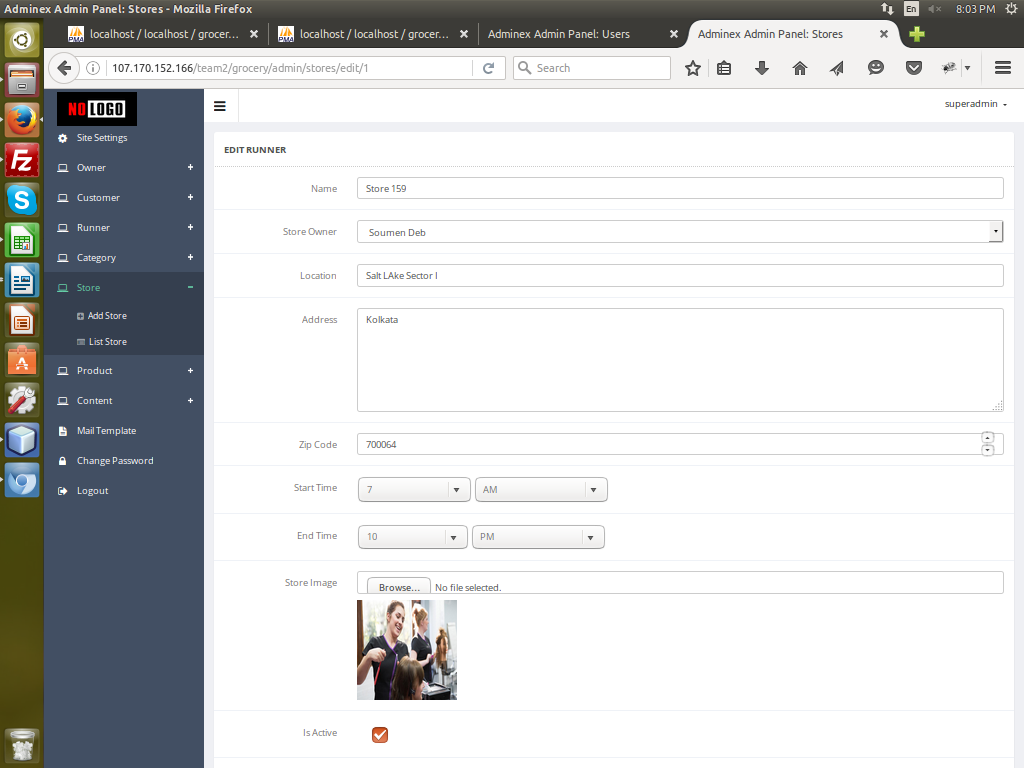 Adminex Admin Panel: Stores - Mozilla Firefox
En
8:03 PM
localhost / localhost / grocer...
localhost / localhost / grocer...
Adminex Admin Panel: Users
Adminex Admin Panel: Stores
107.170.152.166/team2/grocery/admin/stores/edit/1
Search
NOLOGO
superadmin
Site Settings
Owner
Customer
Runner
Category
Store
Add Store
List Store
Product
Content
Mail Template
Change Password
Logout
EDIT RUNNER
Name
Store 159
Store Owner
Soumen Deb
Location
Salt LAke Sector I
Address
Kolkata
Zip Code
700064
Start Time
7
AM
End Time
10
PM
Store Image
Browse... No file selected.
Is Active